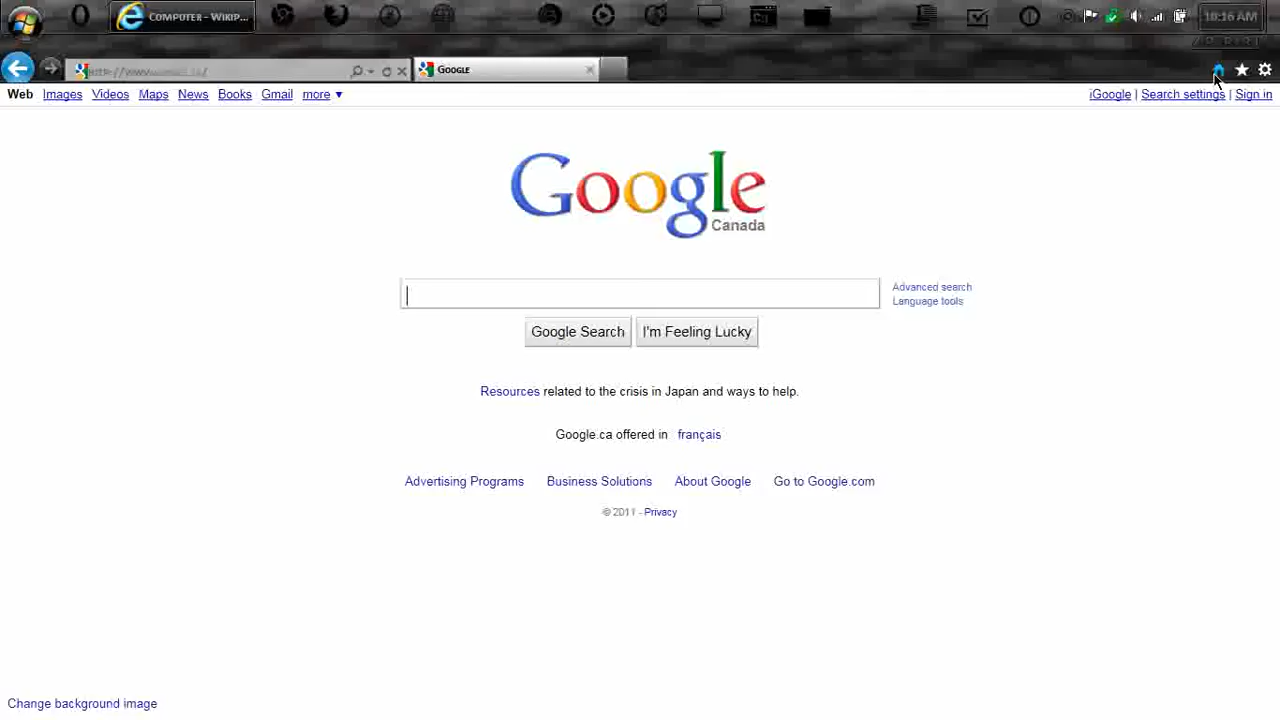 COMPUTER - WIKIP...
10:16 AM
GOOGLE
Web Images Videos Maps News Books Gmail more ▼
iGoogle | Search settings | Sign in
Google
Canada
Advanced search
Language tools
Google Search
I'm Feeling Lucky
Resources related to the crisis in Japan and ways to help.
Google.ca offered in français
Advertising Programs Business Solutions About Google Go to Google.com
© 2011 - Privacy
Change background image